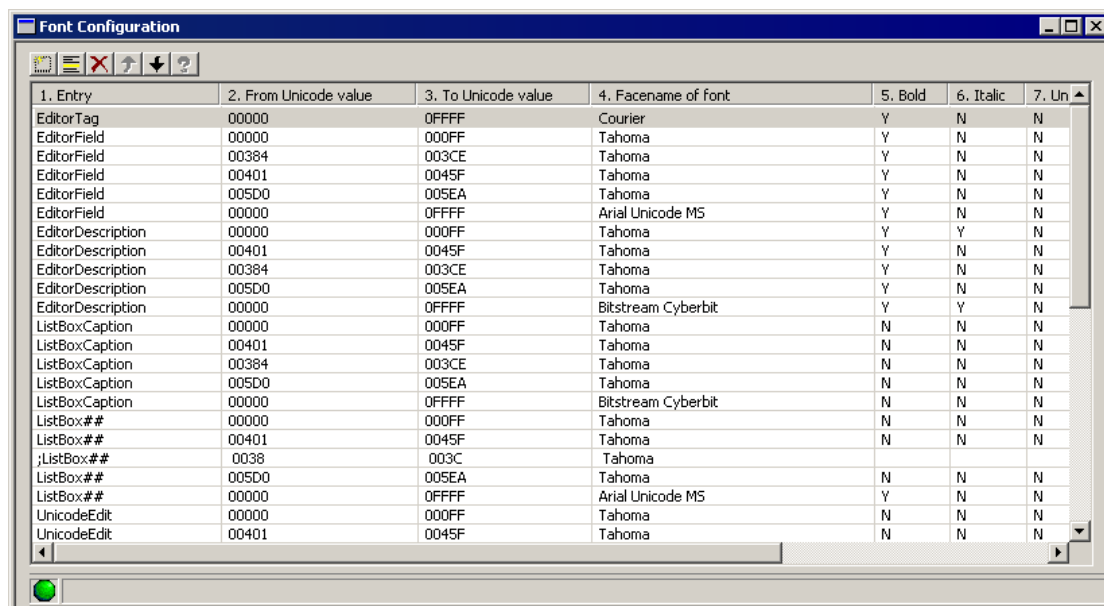 Font Configuration
1. Entry 2. From Unicode value 3. To Unicode value 4. Facename of font 5. Bold 6. Italic 7. Un
EditorTag 00000 0FFFF Courier Y N N
EditorField 00000 000FF Tahoma Y N N
EditorField 00384 003CE Tahoma Y N N
EditorField 00401 0045F Tahoma Y N N
EditorField 005D0 005EA Tahoma Y N N
EditorField 00000 0FFFF Arial Unicode MS Y N N
EditorDescription 00000 000FF Tahoma Y Y N
EditorDescription 00401 0045F Tahoma Y N N
EditorDescription 00384 003CE Tahoma Y N N
EditorDescription 005D0 005EA Tahoma Y N N
EditorDescription 00000 0FFFF Bitstream Cyberbit Y Y N
ListBoxCaption 00000 000FF Tahoma N N N
ListBoxCaption 00401 0045F Tahoma N N N
ListBoxCaption 00384 003CE Tahoma N N N
ListBoxCaption 005D0 005EA Tahoma N N N
ListBoxCaption 00000 0FFFF Bitstream Cyberbit N N N
ListBox## 00000 000FF Tahoma N N N
ListBox## 00401 0045F Tahoma N N N
;ListBox## 0038 003C Tahoma
ListBox## 005D0 005EA Tahoma N N N
ListBox## 00000 0FFFF Arial Unicode MS Y N N
UnicodeEdit 00000 000FF Tahoma N N N
UnicodeEdit 00401 0045F Tahoma N N N